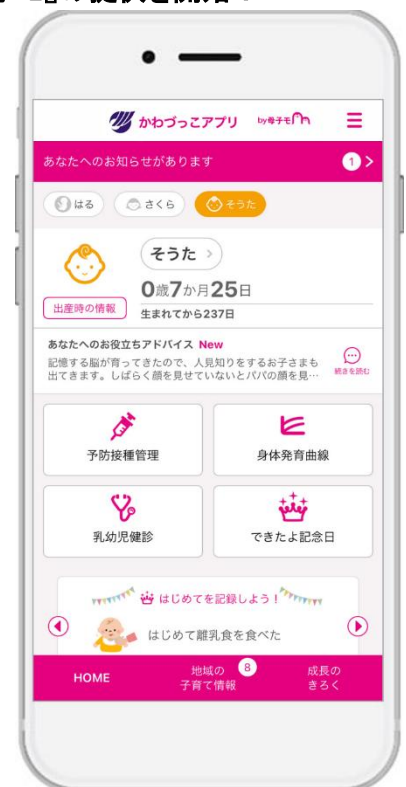 の提供を開始
かわづっこアプリ by母子モ
あなたへのお知らせがあります 1 >
はる さくら そうた
そうた >
0歳7か月25日
出産時の情報
生まれてから237日
あなたへのお役立ちアドバイス New
記憶する脳が育ってきたので、人見知りをするお子さまも
出てきます。しばらく顔を見せていないとパパの顔を見…
続きを読む
予防接種管理
身体発育曲線
乳幼児健診
できたよ記念日
はじめてを記録しよう!
はじめて離乳食を食べた
HOME
地域の
子育て情報
8
成長の
きろく